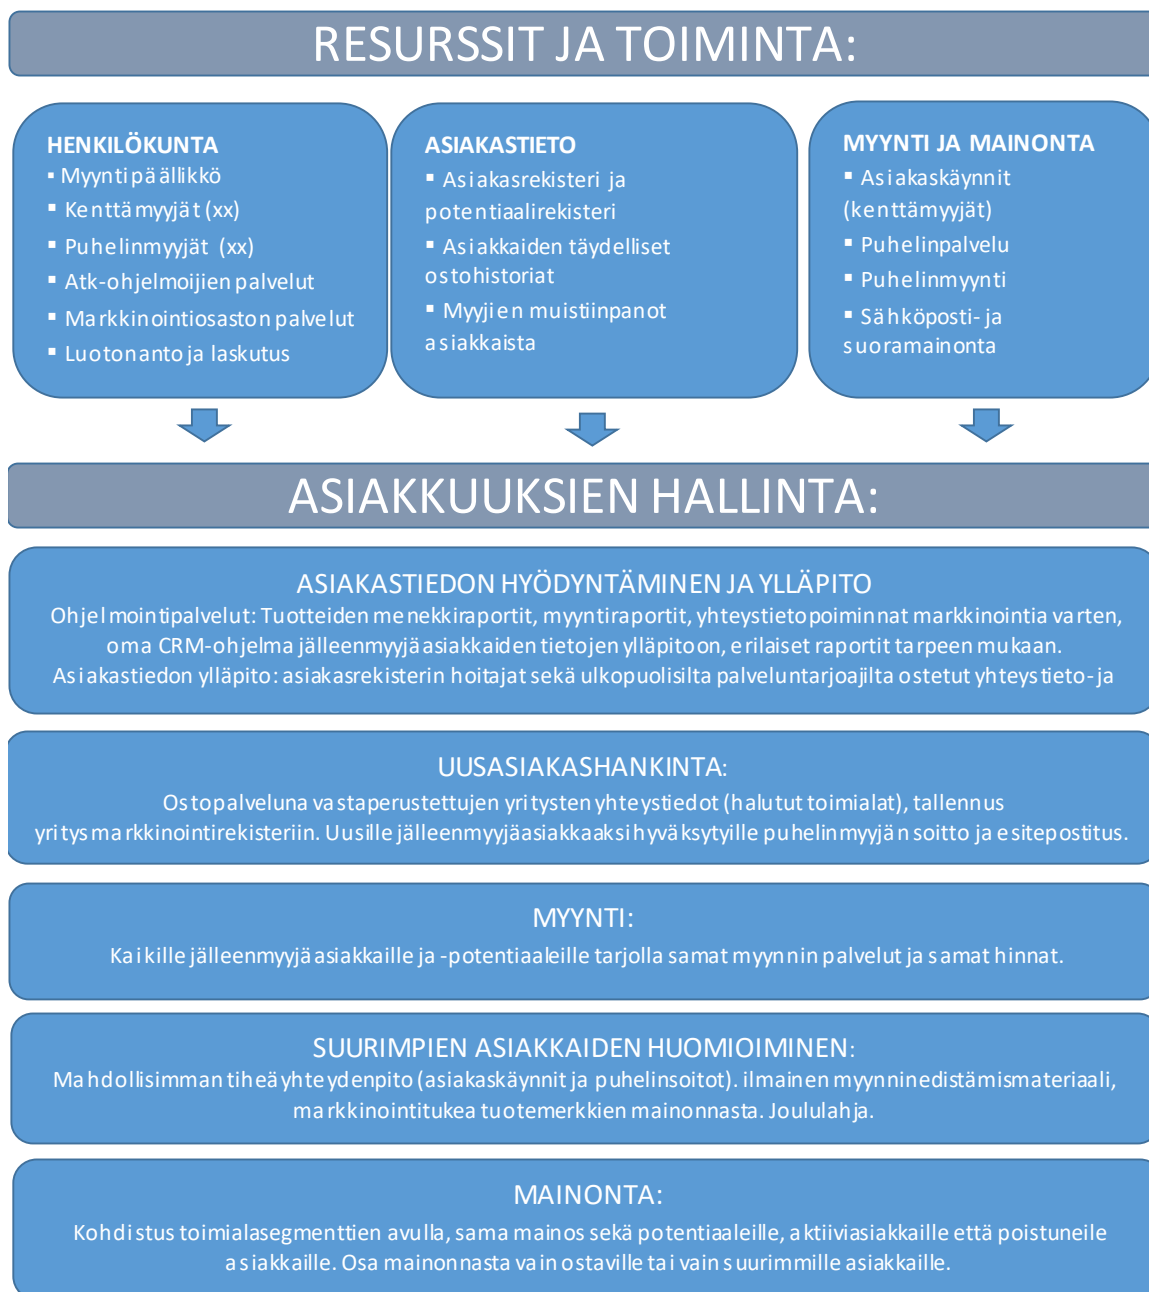 RESURSSIT JA TOIMINTA:
HENKILÖKUNTA
▪ Myyntipäällikkö
▪ Kenttämyyjät (xx)
▪ Puhelinmyyjät (xx)
▪ Atk-ohjelmoijien palvelut
▪ Markkinointiosaston palvelut
▪ Luotonanto ja laskutus
ASIAKASTIETO
▪ Asiakasrekisteri ja
potentiaalirekisteri
▪ Asiakkaiden täydelliset
ostohistoriat
▪ Myyjien muistiinpanot
asiakkaista
MYYNTI JA MAINONTA
▪ Asiakaskäynnit
(kenttämyyjät)
▪ Puhelinpalvelu
▪ Puhelinmyynti
▪ Sähköposti- ja
suoramainonta
ASIAKKUUKSIEN HALLINTA:
ASIAKASTIEDON HYÖDYNTÄMINEN JA YLLÄPITO
Ohjelmointipalvelut: Tuotteiden menekkiraportit, myyntiraportit, yhteystietopoiminnat markkinointia varten,
oma CRM-ohjelma jälleenmyyjäasiakkaiden tietojen ylläpitoon, erilaiset raportit tarpeen mukaan.
Asiakastiedon ylläpito: asiakasrekisterin hoitajat sekä ulkopuolisilta palveluntarjoajilta ostetut yhteystieto- ja
UUSASIAKASHANKINTA:
Ostopalveluna vastaperustettujen yritysten yhteystiedot (halutut toimialat), tallennus
yritysmarkkinointirekisteriin. Uusille jälleenmyyjäasiakkaaksi hyväksytyille puhelinmyyjän soitto ja esitepostitus.
MYYNTI:
Kaikille jälleenmyyjäasiakkaille ja -potentiaaleille tarjolla samat myynnin palvelut ja samat hinnat.
SUURIMPIEN ASIAKKAIDEN HUOMIOIMINEN:
Mahdollisimman tiheä yhteydenpito (asiakaskäynnit ja puhelinsoitot). ilmainen myynninedistämismateriaali,
markkinointitukea tuotemerkkien mainonnasta. Joululahja.
MAINONTA:
Kohdistus toimialasegmenttien avulla, sama mainos sekä potentiaaleille, aktiiviasiakkaille että poistuneile
asiakkaille. Osa mainonnasta vain ostaville tai vain suurimmille asiakkaille.